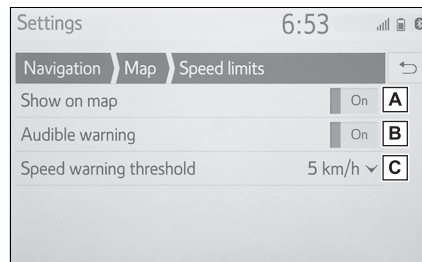 Settings 6:53
Navigation Map Speed limits
Show on map On A
Audible warning On B
Speed warning threshold 5 km/h C